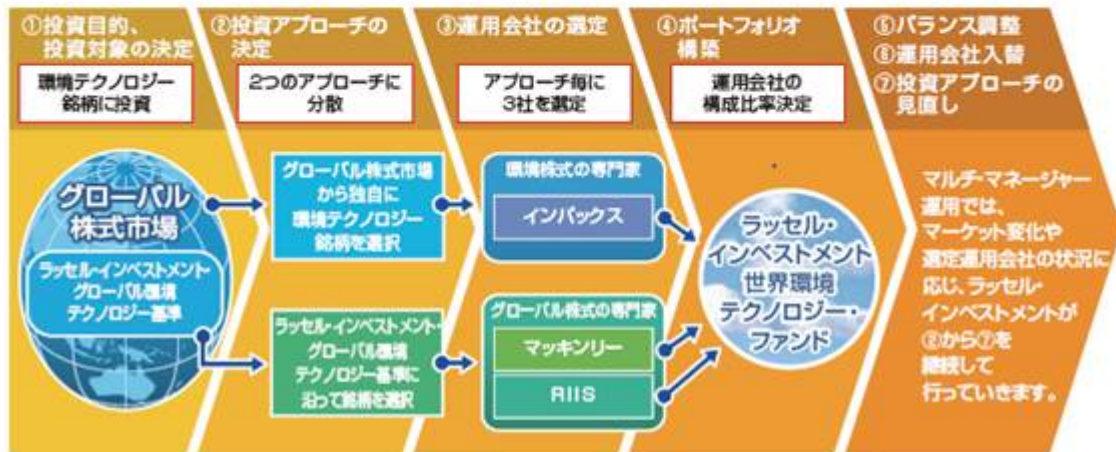 ①投資目的、
投資対象の決定
環境テクノロジー
銘柄に投資
グローバル
株式市場
ラッセル・インベストメント・
グローバル環境
テクノロジー基準
②投資アプローチの
決定
2つのアプローチに
分散
グローバル株式市場
から独自に
環境テクノロジー
銘柄を選択
ラッセル・インベストメント・
グローバル環境
テクノロジー基準に
沿って銘柄を選択
③運用会社の選定
アプローチ毎に
3社を選定
環境株式の専門家
インパックス
グローバル株式の専門家
マッキンリー
RIIS
④ポートフォリオ
構築
運用会社の
構成比率決定
ラッセル・
インベストメント
世界環境
テクノロジー・
ファンド
⑤バランス調整
⑥運用会社入替
⑦投資アプローチの
見直し
マルチ・マネージャー
運用では、
マーケット変化や
選定運用会社の状況に
応じ、ラッセル・
インベストメントが
②から⑦を
継続して
行っていきます。